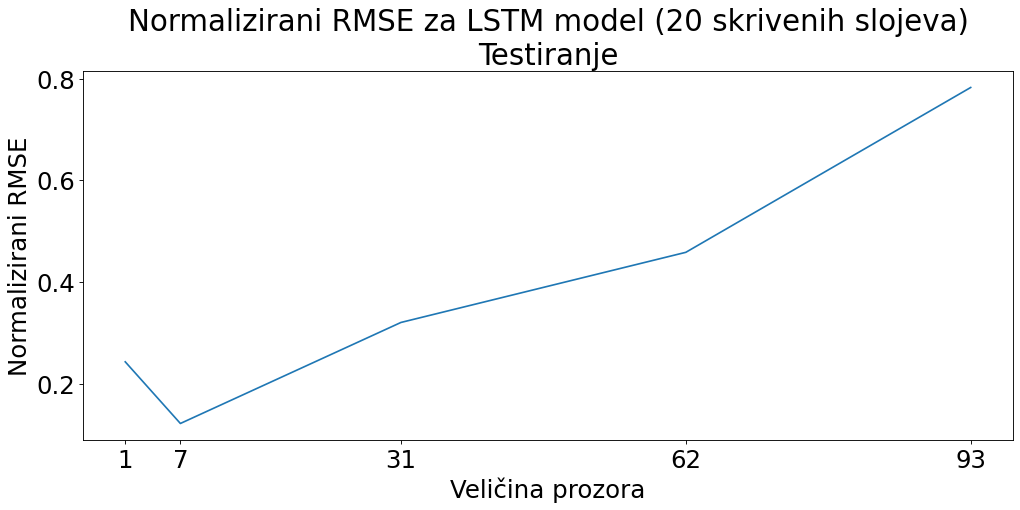 Normalizirani RMSE za LSTM model (20 skrivenih slojeva)
Testiranje
Normalizirani RMSE
0.8
0.6
0.4
0.2
1 7 31 62 93
Veličina prozora